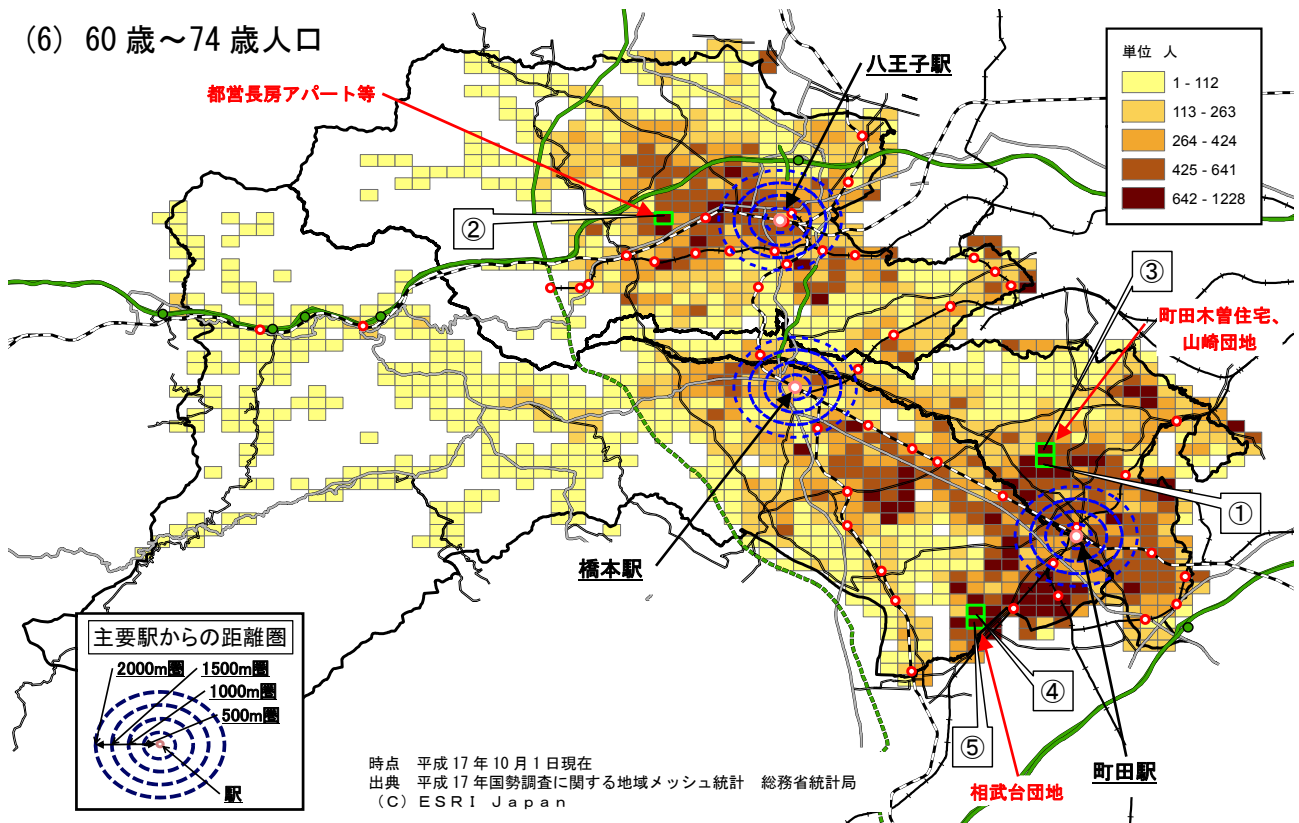 (6) 60歳～74歳人口
八王子駅
都営長房アパート等
単位 人
1 - 112
113 - 263
264 - 424
425 - 641
642 - 1228
②
③
町田木曽住宅、
山崎団地
①
橋本駅
主要駅からの距離圏
2000m圏
1500m圏
1000m圏
500m圏
駅
④
⑤
町田駅
相武台団地
時点 平成17年10月1日現在
出典 平成17年国勢調査に関する地域メッシュ統計 総務省統計局
（C）ＥＳＲＩ Ｊａｐａｎ